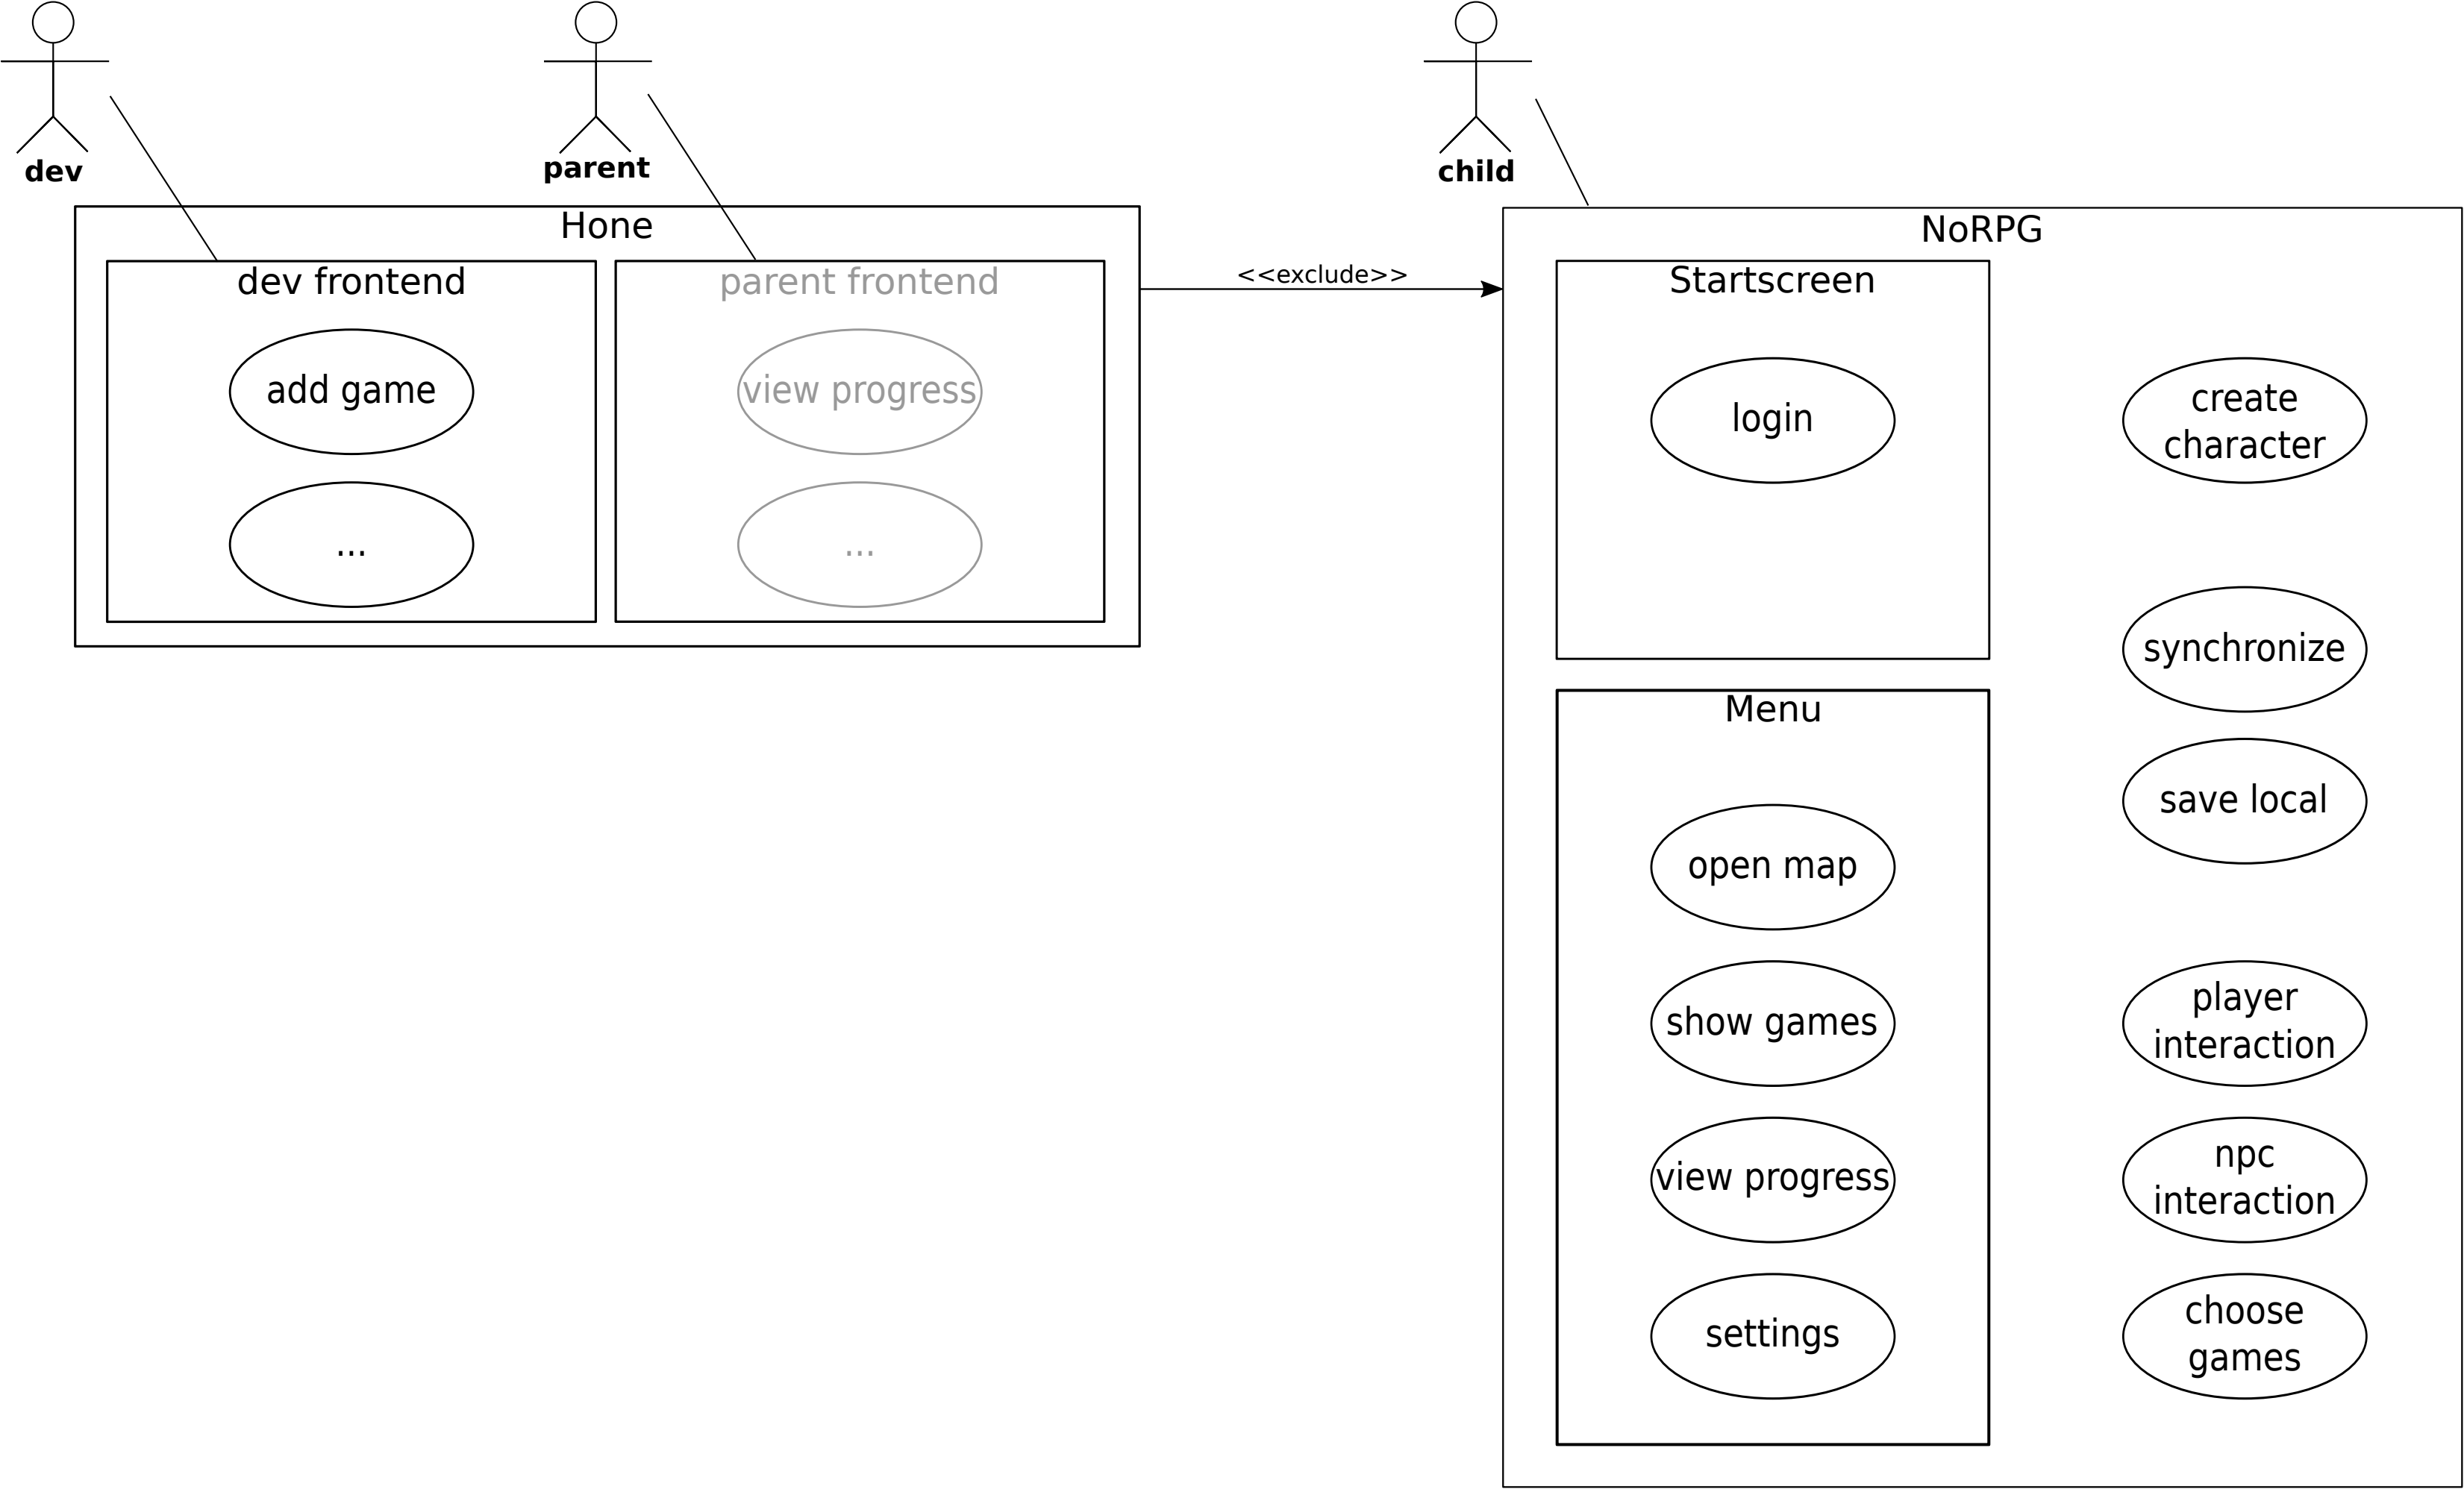 dev
parent
child
Hone
dev frontend
add game
...
parent frontend
view progress
...
<<exclude>>
NoRPG
Startscreen
login
Menu
open map
show games
view progress
settings
create
character
synchronize
save local
player
interaction
npc
interaction
choose
games